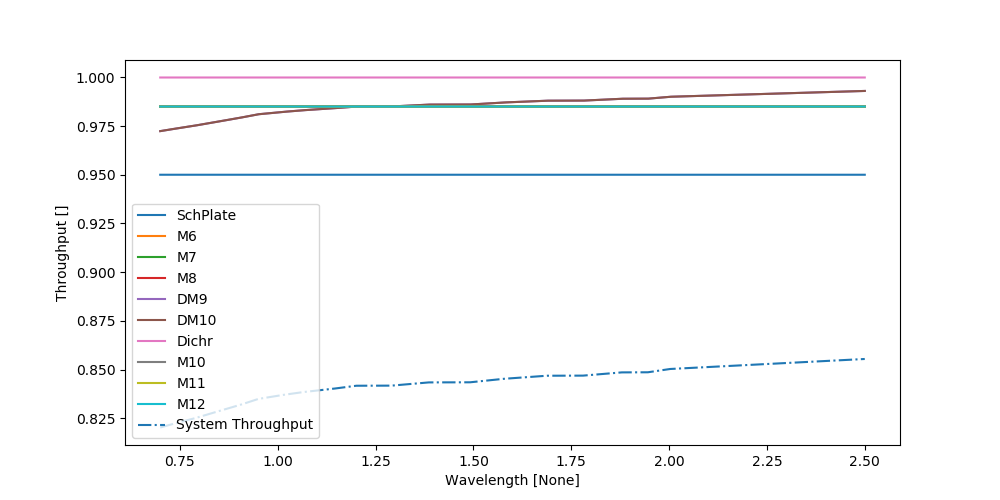 1.000
0.975
0.950
0.925
0.900
0.875
0.850
0.825
Throughput []
SchPlate
M6
M7
M8
DM9
DM10
Dichr
M10
M11
M12
System Throughput
0.75 1.00 1.25 1.50 1.75 2.00 2.25 2.50
Wavelength [None]